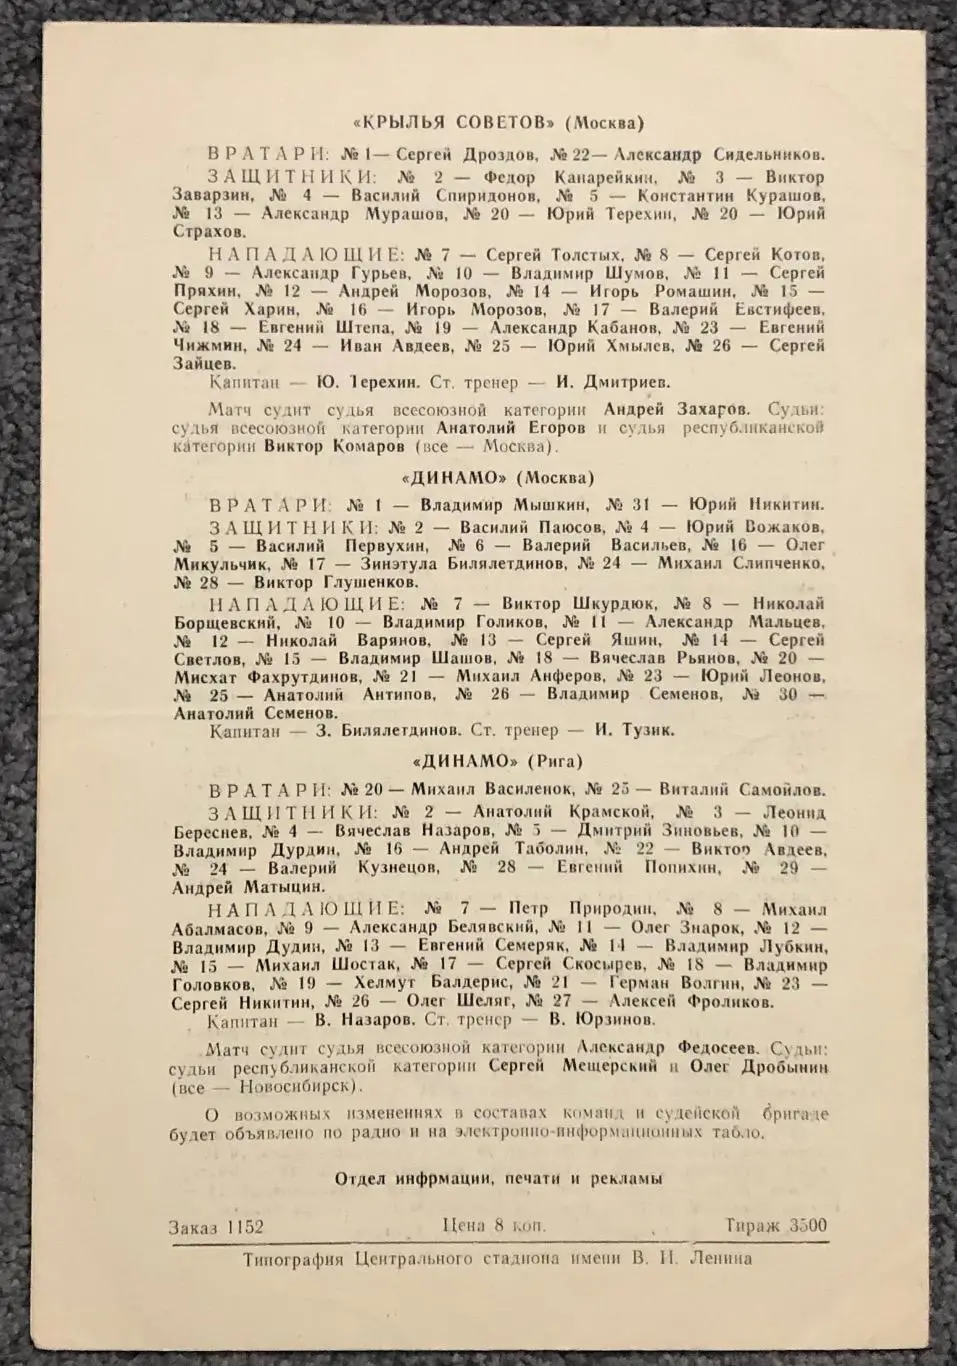 «КРЫЛЬЯ СОВЕТОВ» (Москва)
ВРАТАРИ: № 1— Сергей Дроздов, № 22— Александр Сидельников.
ЗАЩИТНИКИ: № 2 — Федор Канарейкин, № 3 — Виктор
Заварзин, № 4 — Василий Спиридонов, № 5 — Константин Курашов,
№ 13 — Александр Мурашов, № 20 — Юрий Терехин, № 20 — Юрий
Страхов.
НАПАДАЮЩИЕ: № 7 — Сергей Толстых, № 8 — Сергей Котов,
№ 9 — Александр Гурьев, № 10 — Владимир Шумов, № 11 — Сергей
Пряхин, № 12 — Андрей Морозов, № 14 — Игорь Ромашин, № 15 —
Сергей Харин, № 16 — Игорь Морозов, № 17 — Валерий Евстифеев,
№ 18 — Евгений Штепа, № 19 — Александр Кабанов, № 23 — Евгений
Чижмин, № 24 — Иван Авдеев, № 25 — Юрий Хмылев, № 26 — Сергей
Зайцев.
Капитан — Ю. Терехин. Ст. тренер — И. Дмитриев.
Матч судит судья всесоюзной категории Андрей Захаров. Судьи:
судья всесоюзной категории Анатолий Егоров и судья республиканской
категории Виктор Комаров (все — Москва).
«ДИНАМО» (Москва)
ВРАТАРИ: № 1 — Владимир Мышкин, № 31 — Юрий Никитин.
ЗАЩИТНИКИ: № 2 — Василий Паюсов, № 4 — Юрий Вожаков,
№ 5 — Василий Первухин, № 6 — Валерий Васильев, № 16 — Олег
Микульчик, № 17 — Зинэтула Билялетдинов, № 24 — Михаил Слипченко,
№ 28 — Виктор Глушенков.
НАПАДАЮЩИЕ: № 7 — Виктор Шкурдюк, № 8 — Николай
Борщевский, № 10 — Владимир Голиков, № 11 — Александр Мальцев,
№ 12 — Николай Варянов, № 13 — Сергей Яшин, № 14 — Сергей
Светлов, № 15 — Владимир Шашов, № 18 — Вячеслав Рьянов, № 20 —
Мисхат Фахрутдинов, № 21 — Михаил Анферов, № 23 — Юрий Леонов,
№ 25 — Анатолий Антипов, № 26 — Владимир Семенов, № 30 —
Анатолий Семенов.
Капитан — З. Билялетдинов. Ст. тренер — И. Тузик.
«ДИНАМО» (Рига)
ВРАТАРИ: № 20 — Михаил Василенок, № 25 — Виталий Самойлов.
ЗАЩИТНИКИ: № 2 — Анатолий Крамской, № 3 — Леонид
Береснев, № 4 — Вячеслав Назаров, № 5 — Дмитрий Зиновьев, № 10 —
Владимир Дурдин, № 16 — Андрей Таболин, № 22 — Виктор Авдеев,
№ 24 — Валерий Кузнецов, № 28 — Евгений Попихин, № 29 —
Андрей Матыцин.
НАПАДАЮЩИЕ: № 7 — Петр Природин, № 8 — Михаил
Абалмасов, № 9 — Александр Белявский, № 11 — Олег Знарок, № 12 —
Владимир Дудин, № 13 — Евгений Семеряк, № 14 — Владимир Лубкин,
№ 15 — Михаил Шостак, № 17 — Сергей Скосырев, № 18 — Владимир
Головков, № 19 — Хелмут Балдерис, № 21 — Герман Волгин, № 23 —
Сергей Никитин, № 26 — Олег Шеляг, № 27 — Алексей Фроликов.
Капитан — В. Назаров. Ст. тренер — В. Юрзинов.
Матч судит судья всесоюзной категории Александр Федосеев. Судьи:
судьи республиканской категории Сергей Мещерский и Олег Дробынин
(все — Новосибирск).
О возможных изменениях в составах команд и судейской бригаде
будет объявлено по радио и на электронно-информационных табло.
Отдел инфрмации, печати и рекламы
Заказ 1152 Цена 8 коп. Тираж 3500
Типография Центрального стадиона имени В. И. Ленина